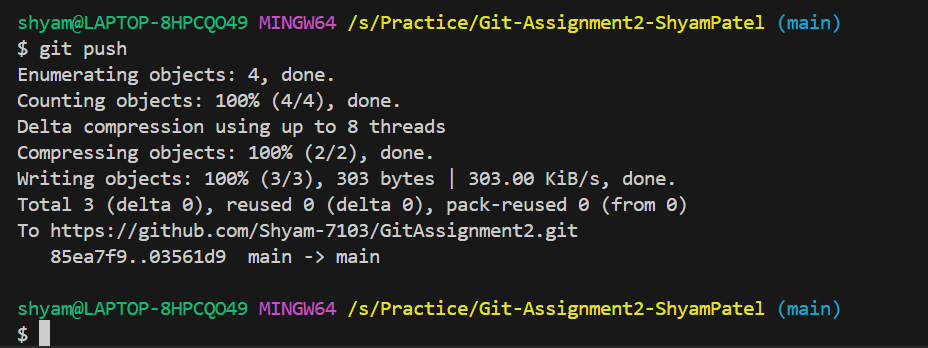 shyam@LAPTOP-8HPCQO49 MINGW64 /s/Practice/Git-Assignment2-ShyamPatel (main)
$ git push
Enumerating objects: 4, done.
Counting objects: 100% (4/4), done.
Delta compression using up to 8 threads
Compressing objects: 100% (2/2), done.
Writing objects: 100% (3/3), 303 bytes | 303.00 KiB/s, done.
Total 3 (delta 0), reused 0 (delta 0), pack-reused 0 (from 0)
To https://github.com/Shyam-7103/GitAssignment2.git
   85ea7f9..03561d9  main -> main
shyam@LAPTOP-8HPCQO49 MINGW64 /s/Practice/Git-Assignment2-ShyamPatel (main)
$